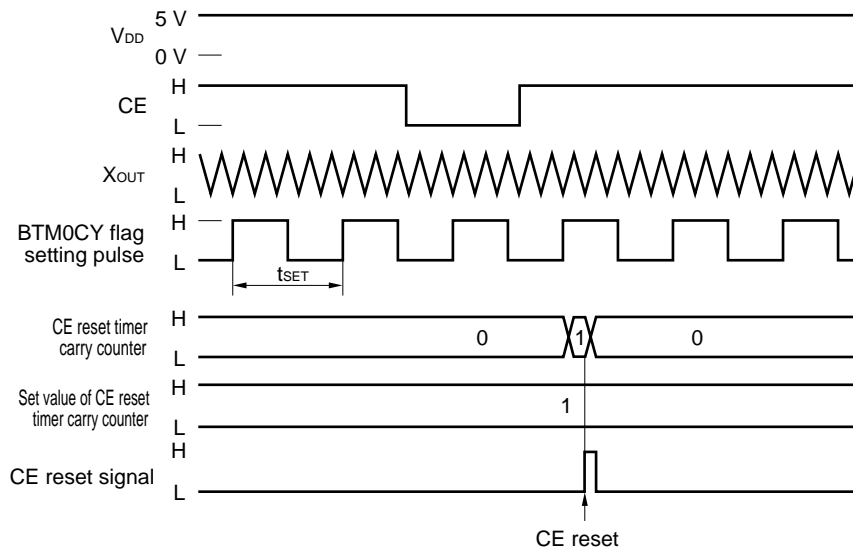 5 V
VDD
0 V
H
CE
L
H
XOUT
L
H
BTM0CY flag
setting pulse
L
tSET
H
CE reset timer
carry counter
0
1
0
L
H
Set value of CE reset
timer carry counter
1
L
H
CE reset signal
L
CE reset